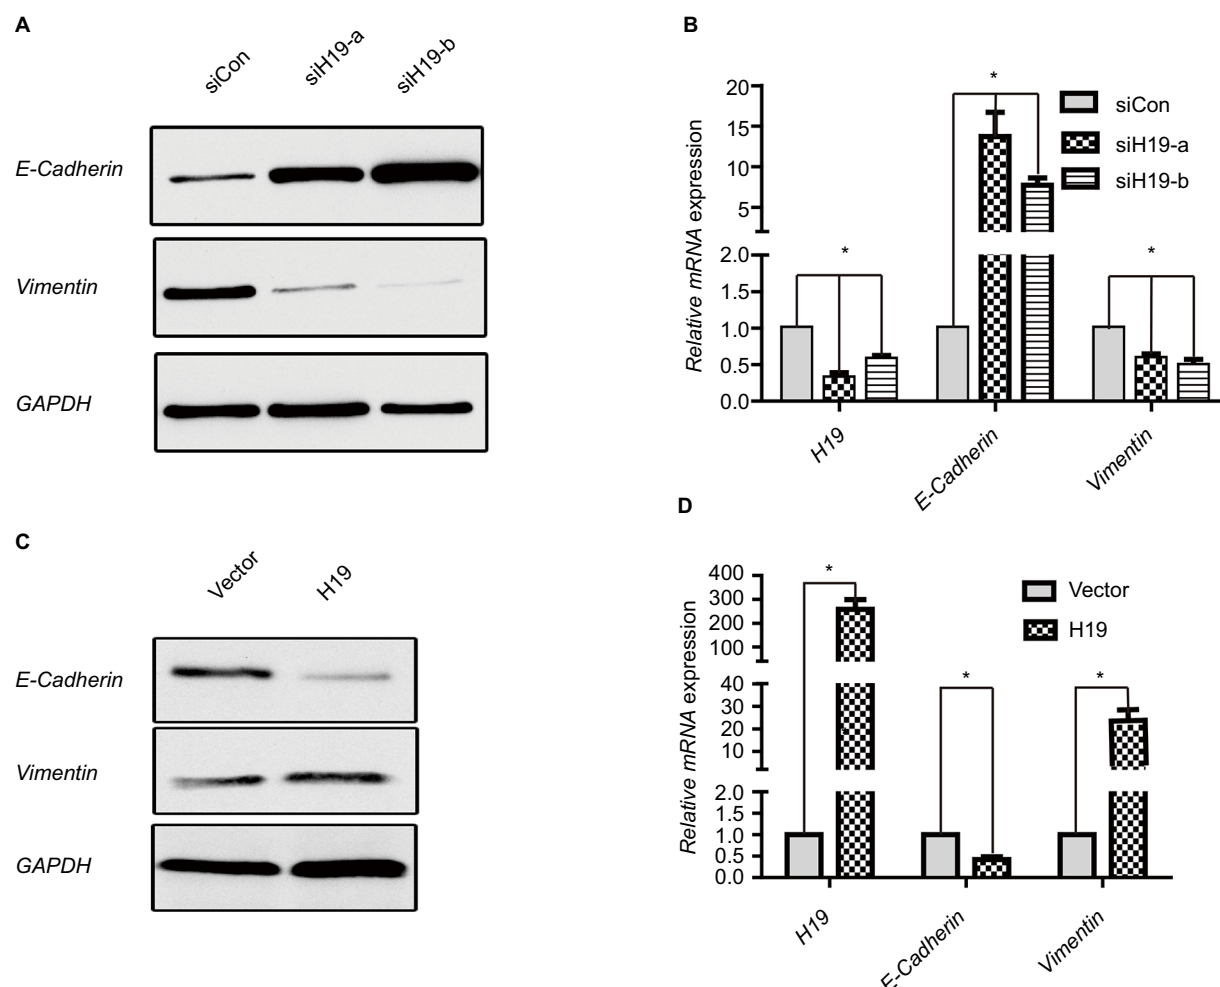 A
siCon
siH19-a
siH19-b
E-Cadherin
Vimentin
GAPDH
B
Relative mRNA expression
20
15
10
5
2.0
1.5
1.0
0.5
0.0
*
*
*
siCon
siH19-a
siH19-b
H19
E-Cadherin
Vimentin
C
Vector
H19
E-Cadherin
Vimentin
GAPDH
D
Relative mRNA expression
400
300
200
100
40
30
20
10
2.0
1.5
1.0
0.5
0.0
*
*
*
Vector
H19
H19
E-Cadherin
Vimentin